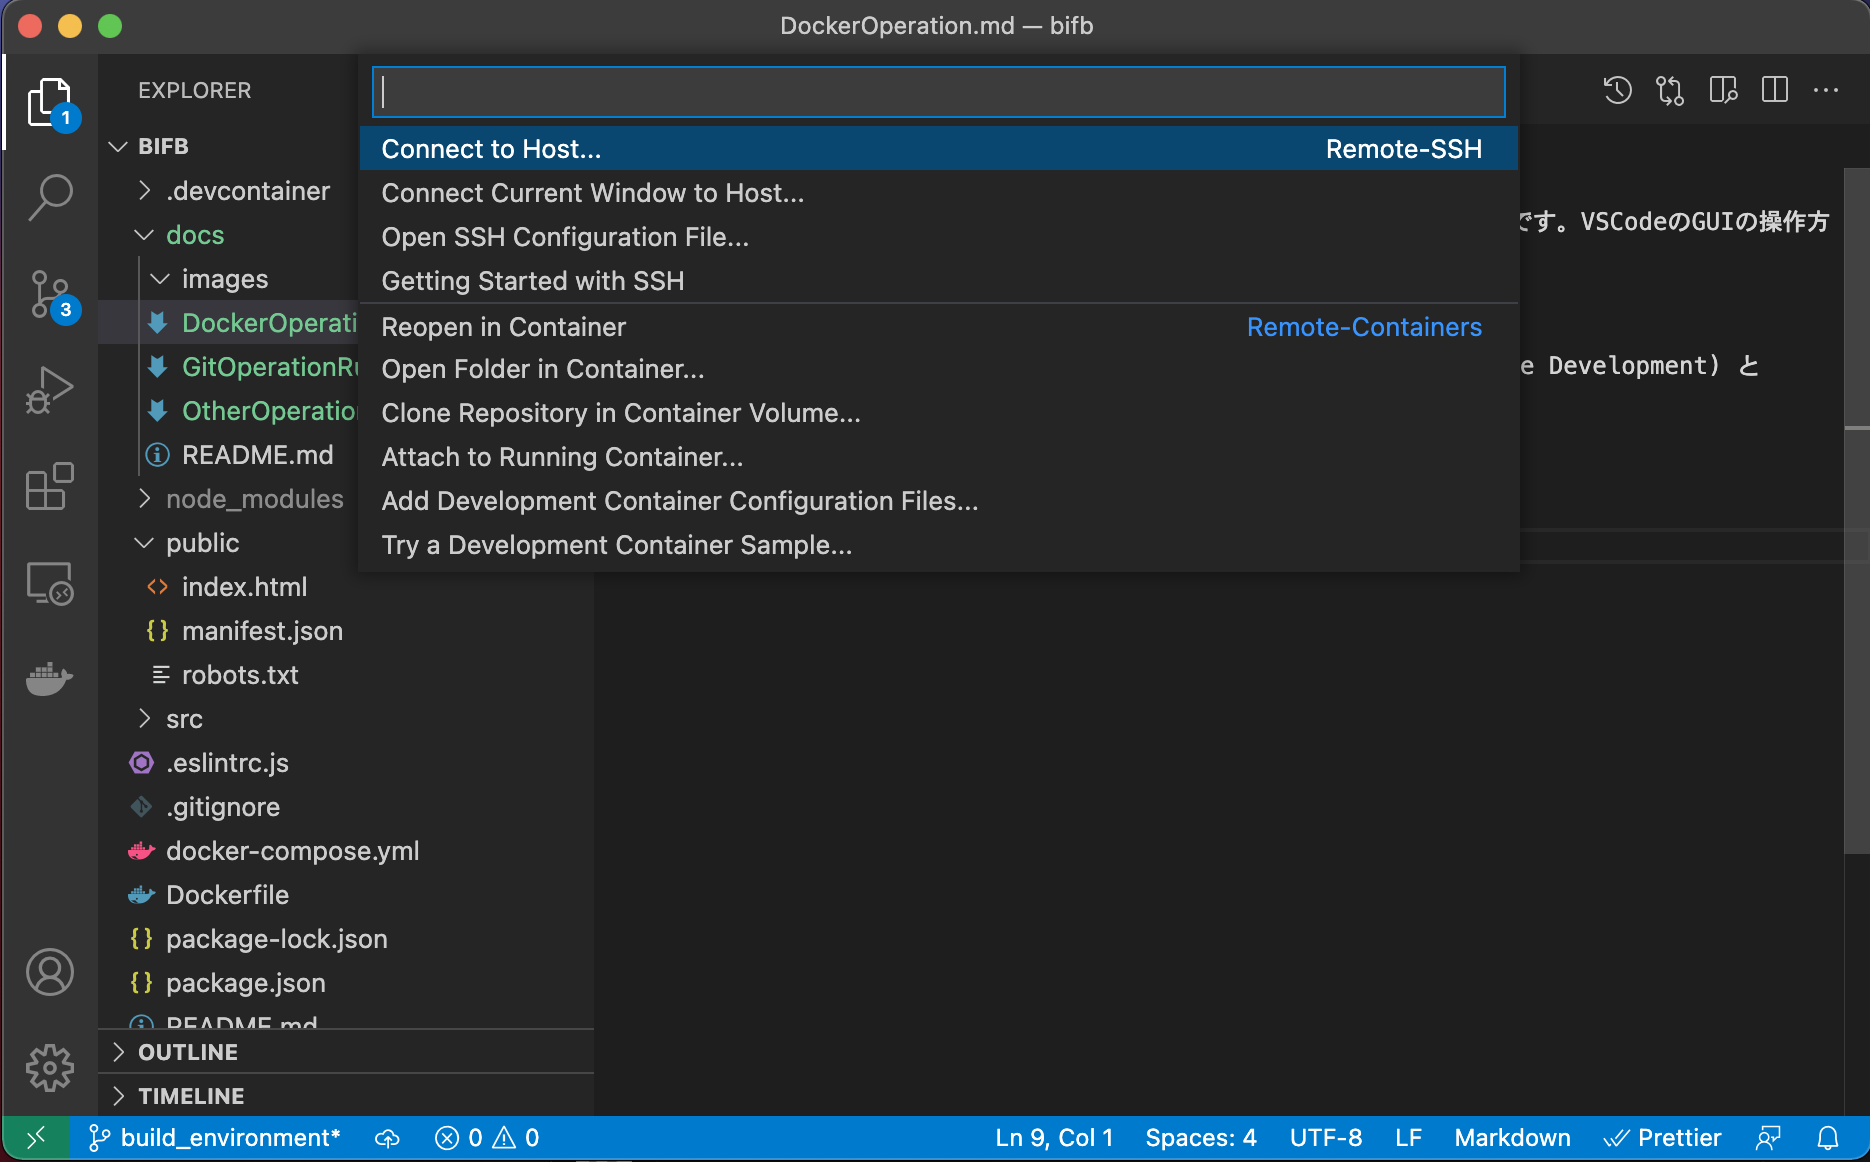 DockerOperation.md — bifb
EXPLORER
1
BIFB
.devcontainer
docs
images
DockerOperati
GitOperationRu
OtherOperation
README.md
node_modules
public
index.html
manifest.json
robots.txt
src
.eslintrc.js
.gitignore
docker-compose.yml
Dockerfile
package-lock.json
package.json
README.md
OUTLINE
TIMELINE
3
Connect to Host... Remote-SSH
Connect Current Window to Host...
Open SSH Configuration File...
Getting Started with SSH
Reopen in Container Remote-Containers
Open Folder in Container...
Clone Repository in Container Volume...
Attach to Running Container...
Add Development Container Configuration Files...
Try a Development Container Sample...
です。VSCodeのGUIの操作方
e Development) と
build_environment* 0 0 Ln 9, Col 1 Spaces: 4 UTF-8 LF Markdown Prettier